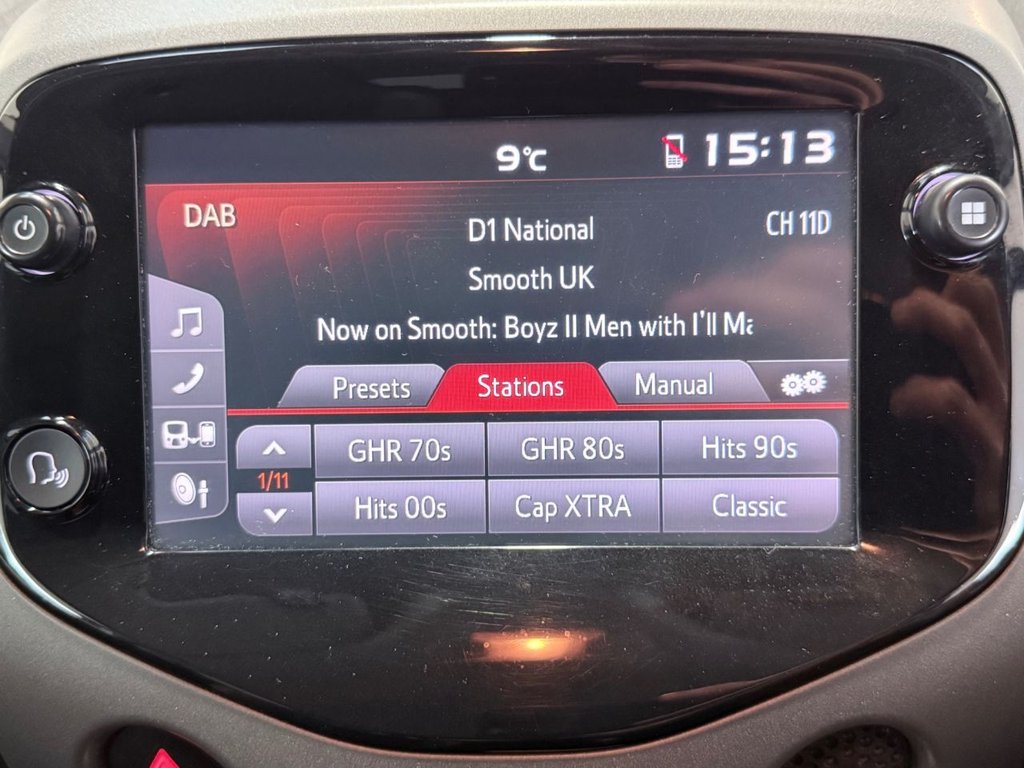 9°C 15:13
DAB D1 National CH 11D
Smooth UK
Now on Smooth: Boyz II Men with I'll Ma
Presets Stations Manual
GHR 70s GHR 80s Hits 90s
1/11
Hits 00s Cap XTRA Classic